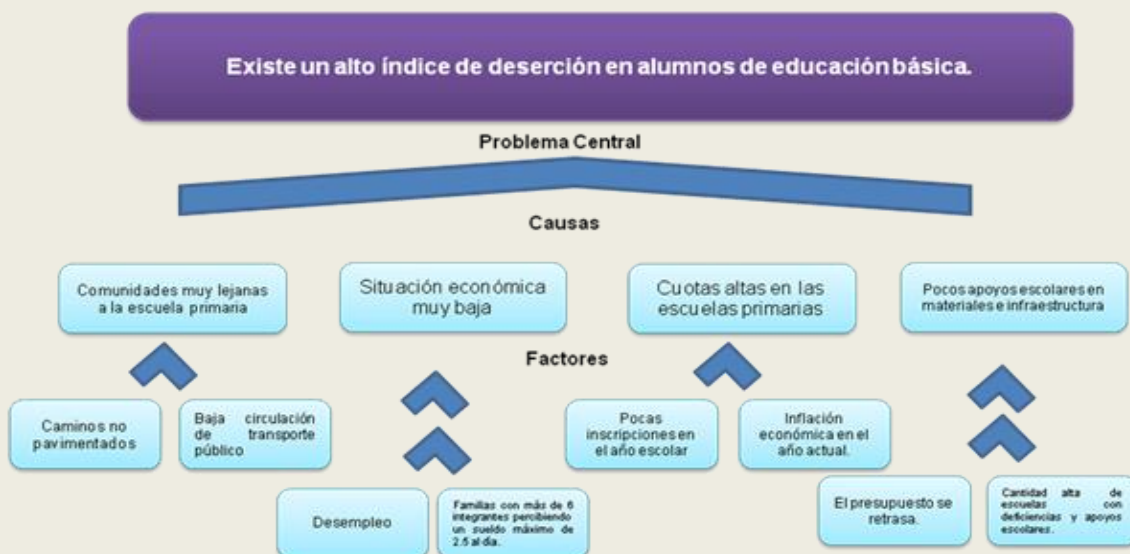 Existe un alto índice de deserción en alumnos de educación básica.
Problema Central
Causas
Comunidades muy lejanas
a la escuela primaria
Situación económica
muy baja
Cuotas altas en las
escuelas primarias
Pocos apoyos escolares en
materiales e infraestructura
Factores
Caminos no
pavimentados
Baja circulación
de transporte
público
Pocas
inscripciones en
el año escolar
Inflación
económica en el
año actual.
Desempleo
Familias con más de 6
integrantes percibiendo
un sueldo máximo de
2.5 al día.
El presupuesto se
retrasa.
Cantidad alta de
escuelas con
deficiencias y apoyos
escolares.